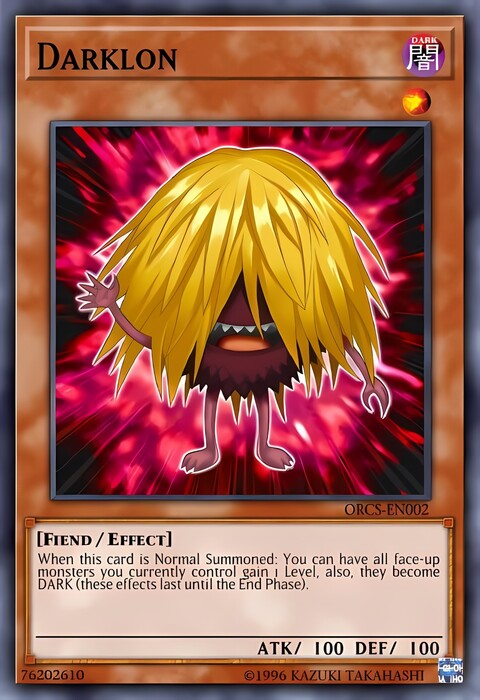 DARKLON
DARK
闇
ORCS-EN002
[FIEND / EFFECT]
When this card is Normal Summoned: You can have all face-up
monsters you currently control gain 1 Level, also, they become
DARK (these effects last until the End Phase).
ATK/ 100 DEF/ 100
76202610
©1996 KAZUKI TAKAHASHI